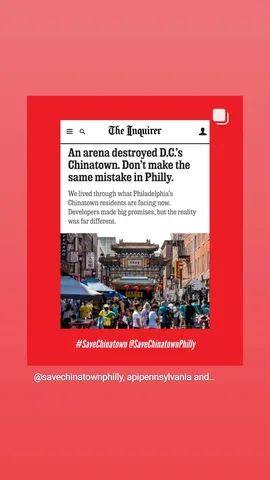 The Inquirer
An arena destroyed D.C.'s
Chinatown. Don't make the
same mistake in Philly.
We lived through what Philadelphia's
Chinatown residents are facing now.
Developers made big promises, but the reality
was far different.
#SaveChinatown @SaveChinatownPhilly
@savechinatownphilly, apipennsylvania and…